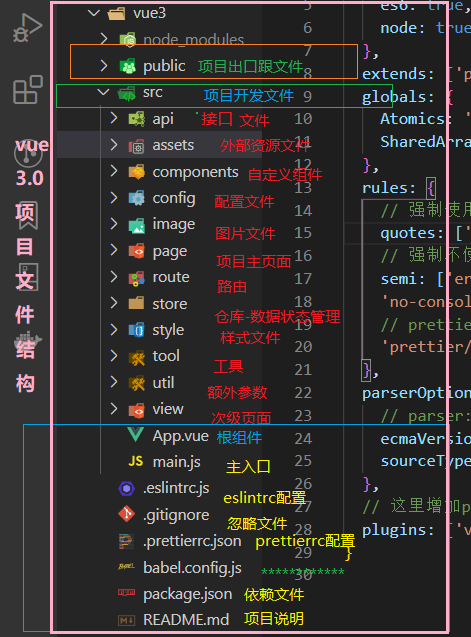 vue3
node_modules
public 项目出口跟文件
src 项目开发文件
api 接口 文件
assets 外部资源文件
components 自定义组件
config 配置文件
image 图片文件
page 项目主页面
route 路由
store 仓库-数据状态管理
style 样式文件
tool 工具
util 额外参数
view 次级页面
App.vue 根组件
main.js 主入口
.eslintrc.js eslintrc配置
.gitignore 忽略文件
.prettierrc.json prettierrc配置
babel.config.js *************
package.json 依赖文件
README.md 项目说明
vue
3.0
项
目
文
件
结
构
5 es6: true,
6 node: true
7 },
8 extends: ['p
9 globals: {
10 Atomics: '
11 SharedArra
12 },
13 rules: {
14 // 强制使用
15 quotes: ['
16 // 强制不使
17 semi: ['er
18 'no-consol
19 // prettie
20 'prettier/
21 },
22 parserOption
23 // parser:
24 ecmaVersio
25 sourceType
26 },
27 // 这里增加p
28 plugins: ['v
29 }
30